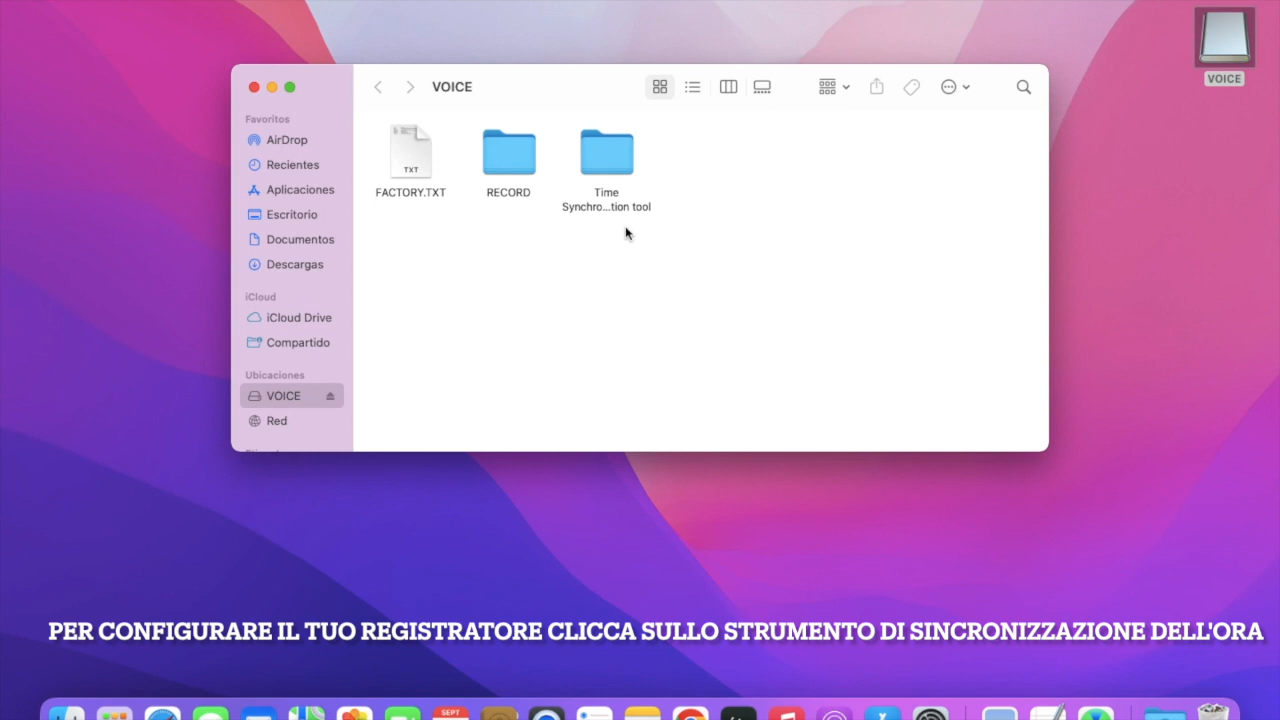 VOICE
VOICE
Favoritos
AirDrop
Recientes
Aplicaciones
Escritorio
Documentos
Descargas
iCloud
iCloud Drive
Compartido
Ubicaciones
VOICE
Red
TXT
FACTORY.TXT
RECORD
Time
Synchro...tion tool
PER CONFIGURARE IL TUO REGISTRATORE CLICCA SULLO STRUMENTO DI SINCRONIZZAZIONE DELL'ORA
SEPT